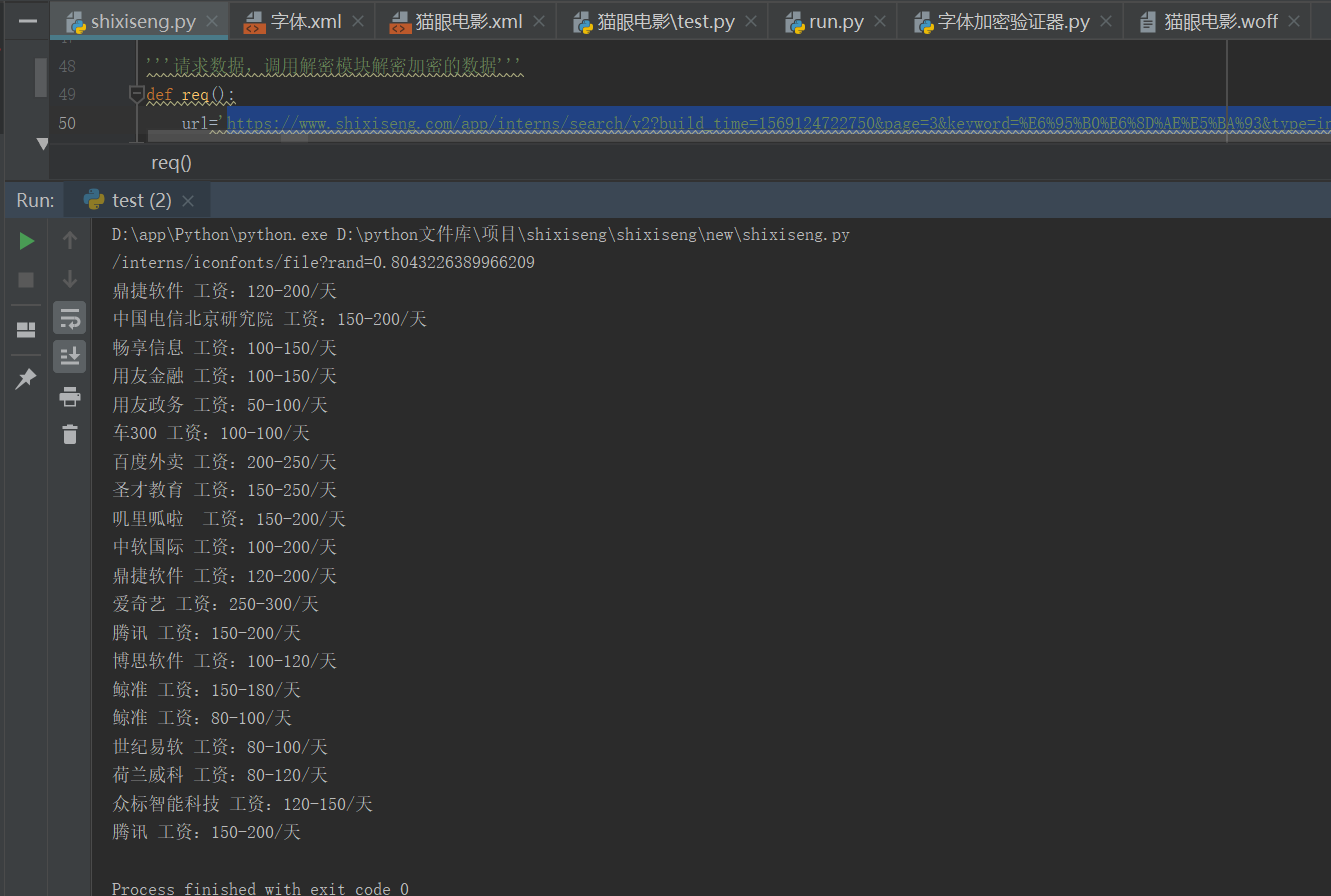 shixiseng.py 字体.xml 猫眼电影.xml 猫眼电影\test.py run.py 字体加密验证器.py 猫眼电影.woff
48 '''请求数据，调用解密模块解密加密的数据'''
49 def req():
50 url='https://www.shixiseng.com/app/interns/search/v2?build_time=1569124722750&page=3&keyword=%E6%95%B0%E6%8D%AE%E5%BA%93&type=in
req()
Run: test (2)
D:\app\Python\python.exe D:\python文件库\项目\shixiseng\shixiseng\new\shixiseng.py
/interns/iconfonts/file?rand=0.8043226389966209
鼎捷软件 工资：120-200/天
中国电信北京研究院 工资：150-200/天
畅享信息 工资：100-150/天
用友金融 工资：100-150/天
用友政务 工资：50-100/天
车300 工资：100-100/天
百度外卖 工资：200-250/天
圣才教育 工资：150-250/天
叽里呱啦  工资：150-200/天
中软国际 工资：100-200/天
鼎捷软件 工资：120-200/天
爱奇艺 工资：250-300/天
腾讯 工资：150-200/天
博思软件 工资：100-120/天
鲸准 工资：150-180/天
鲸准 工资：80-100/天
世纪易软 工资：80-100/天
荷兰威科 工资：80-120/天
众标智能科技 工资：120-150/天
腾讯 工资：150-200/天
Process finished with exit code 0